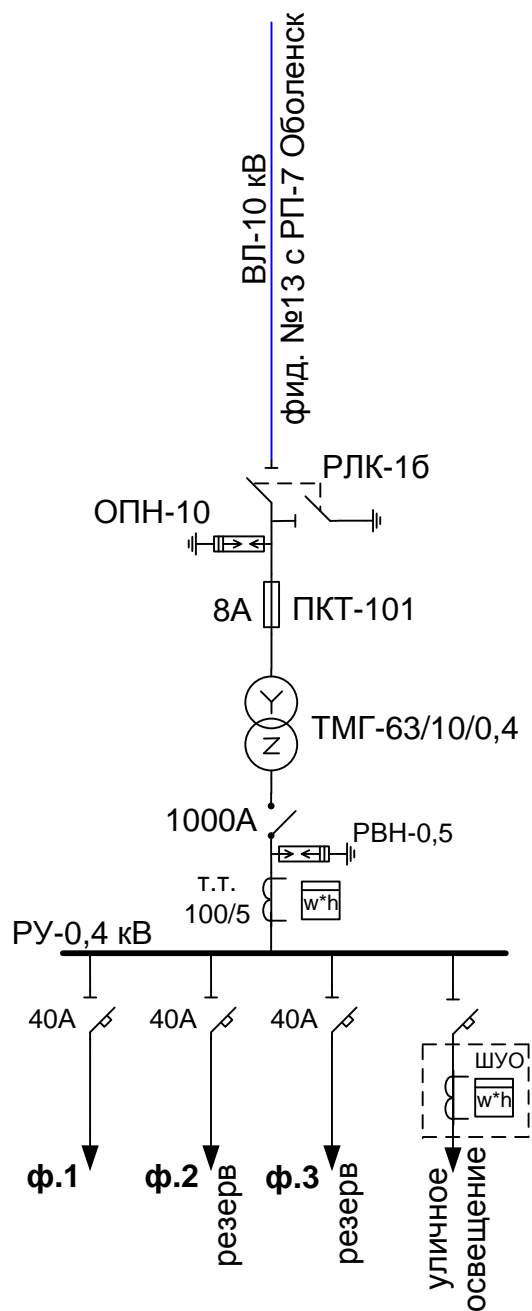 ВЛ-10 кВ
фид. №13 с РП-7 Оболенск
РЛК-1б
ОПН-10
8А
ПКТ-101
Y
ТМГ-63/10/0,4
Z
1000А
РВН-0,5
т.т.
100/5
w*h
РУ-0,4 кВ
40А
40А
40А
ШУО
w*h
ф.1
ф.2
резерв
ф.3
резерв
уличное
освещение